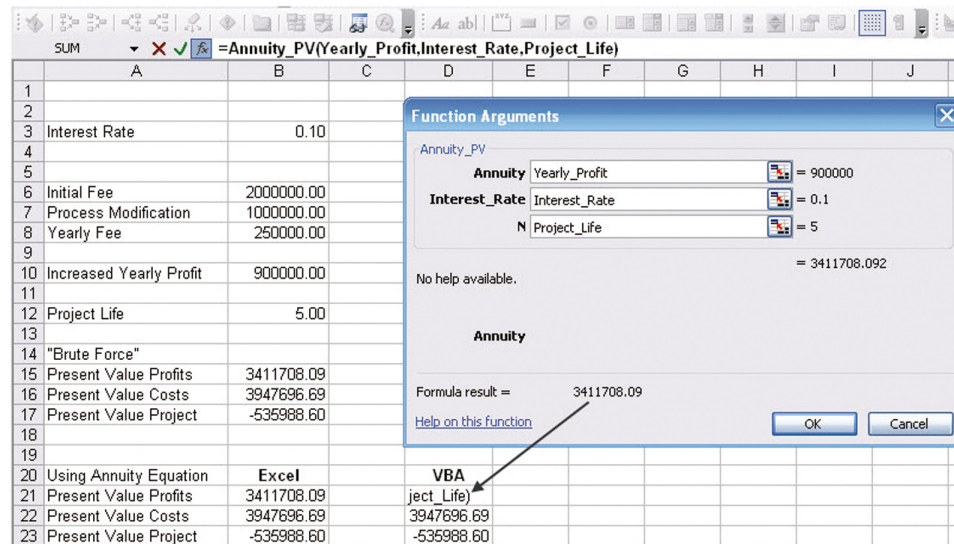 Aa ab|
SUM =Annuity_PV(Yearly_Profit,Interest_Rate,Project_Life)
A B C D E F G H I J
1
2
3 Interest Rate 0.10
4
5
6 Initial Fee 2000000.00
7 Process Modification 1000000.00
8 Yearly Fee 250000.00
9
10 Increased Yearly Profit 900000.00
11
12 Project Life 5.00
13
14 "Brute Force"
15 Present Value Profits 3411708.09
16 Present Value Costs 3947696.69
17 Present Value Project -535988.60
18
19
20 Using Annuity Equation Excel VBA
21 Present Value Profits 3411708.09 ject_Life)
22 Present Value Costs 3947696.69 3947696.69
23 Present Value Project -535988.60 -535988.60
Function Arguments
Annuity_PV
Annuity Yearly_Profit = 900000
Interest_Rate Interest_Rate = 0.1
N Project_Life = 5
= 3411708.092
No help available.
Annuity
Formula result = 3411708.09
Help on this function OK Cancel